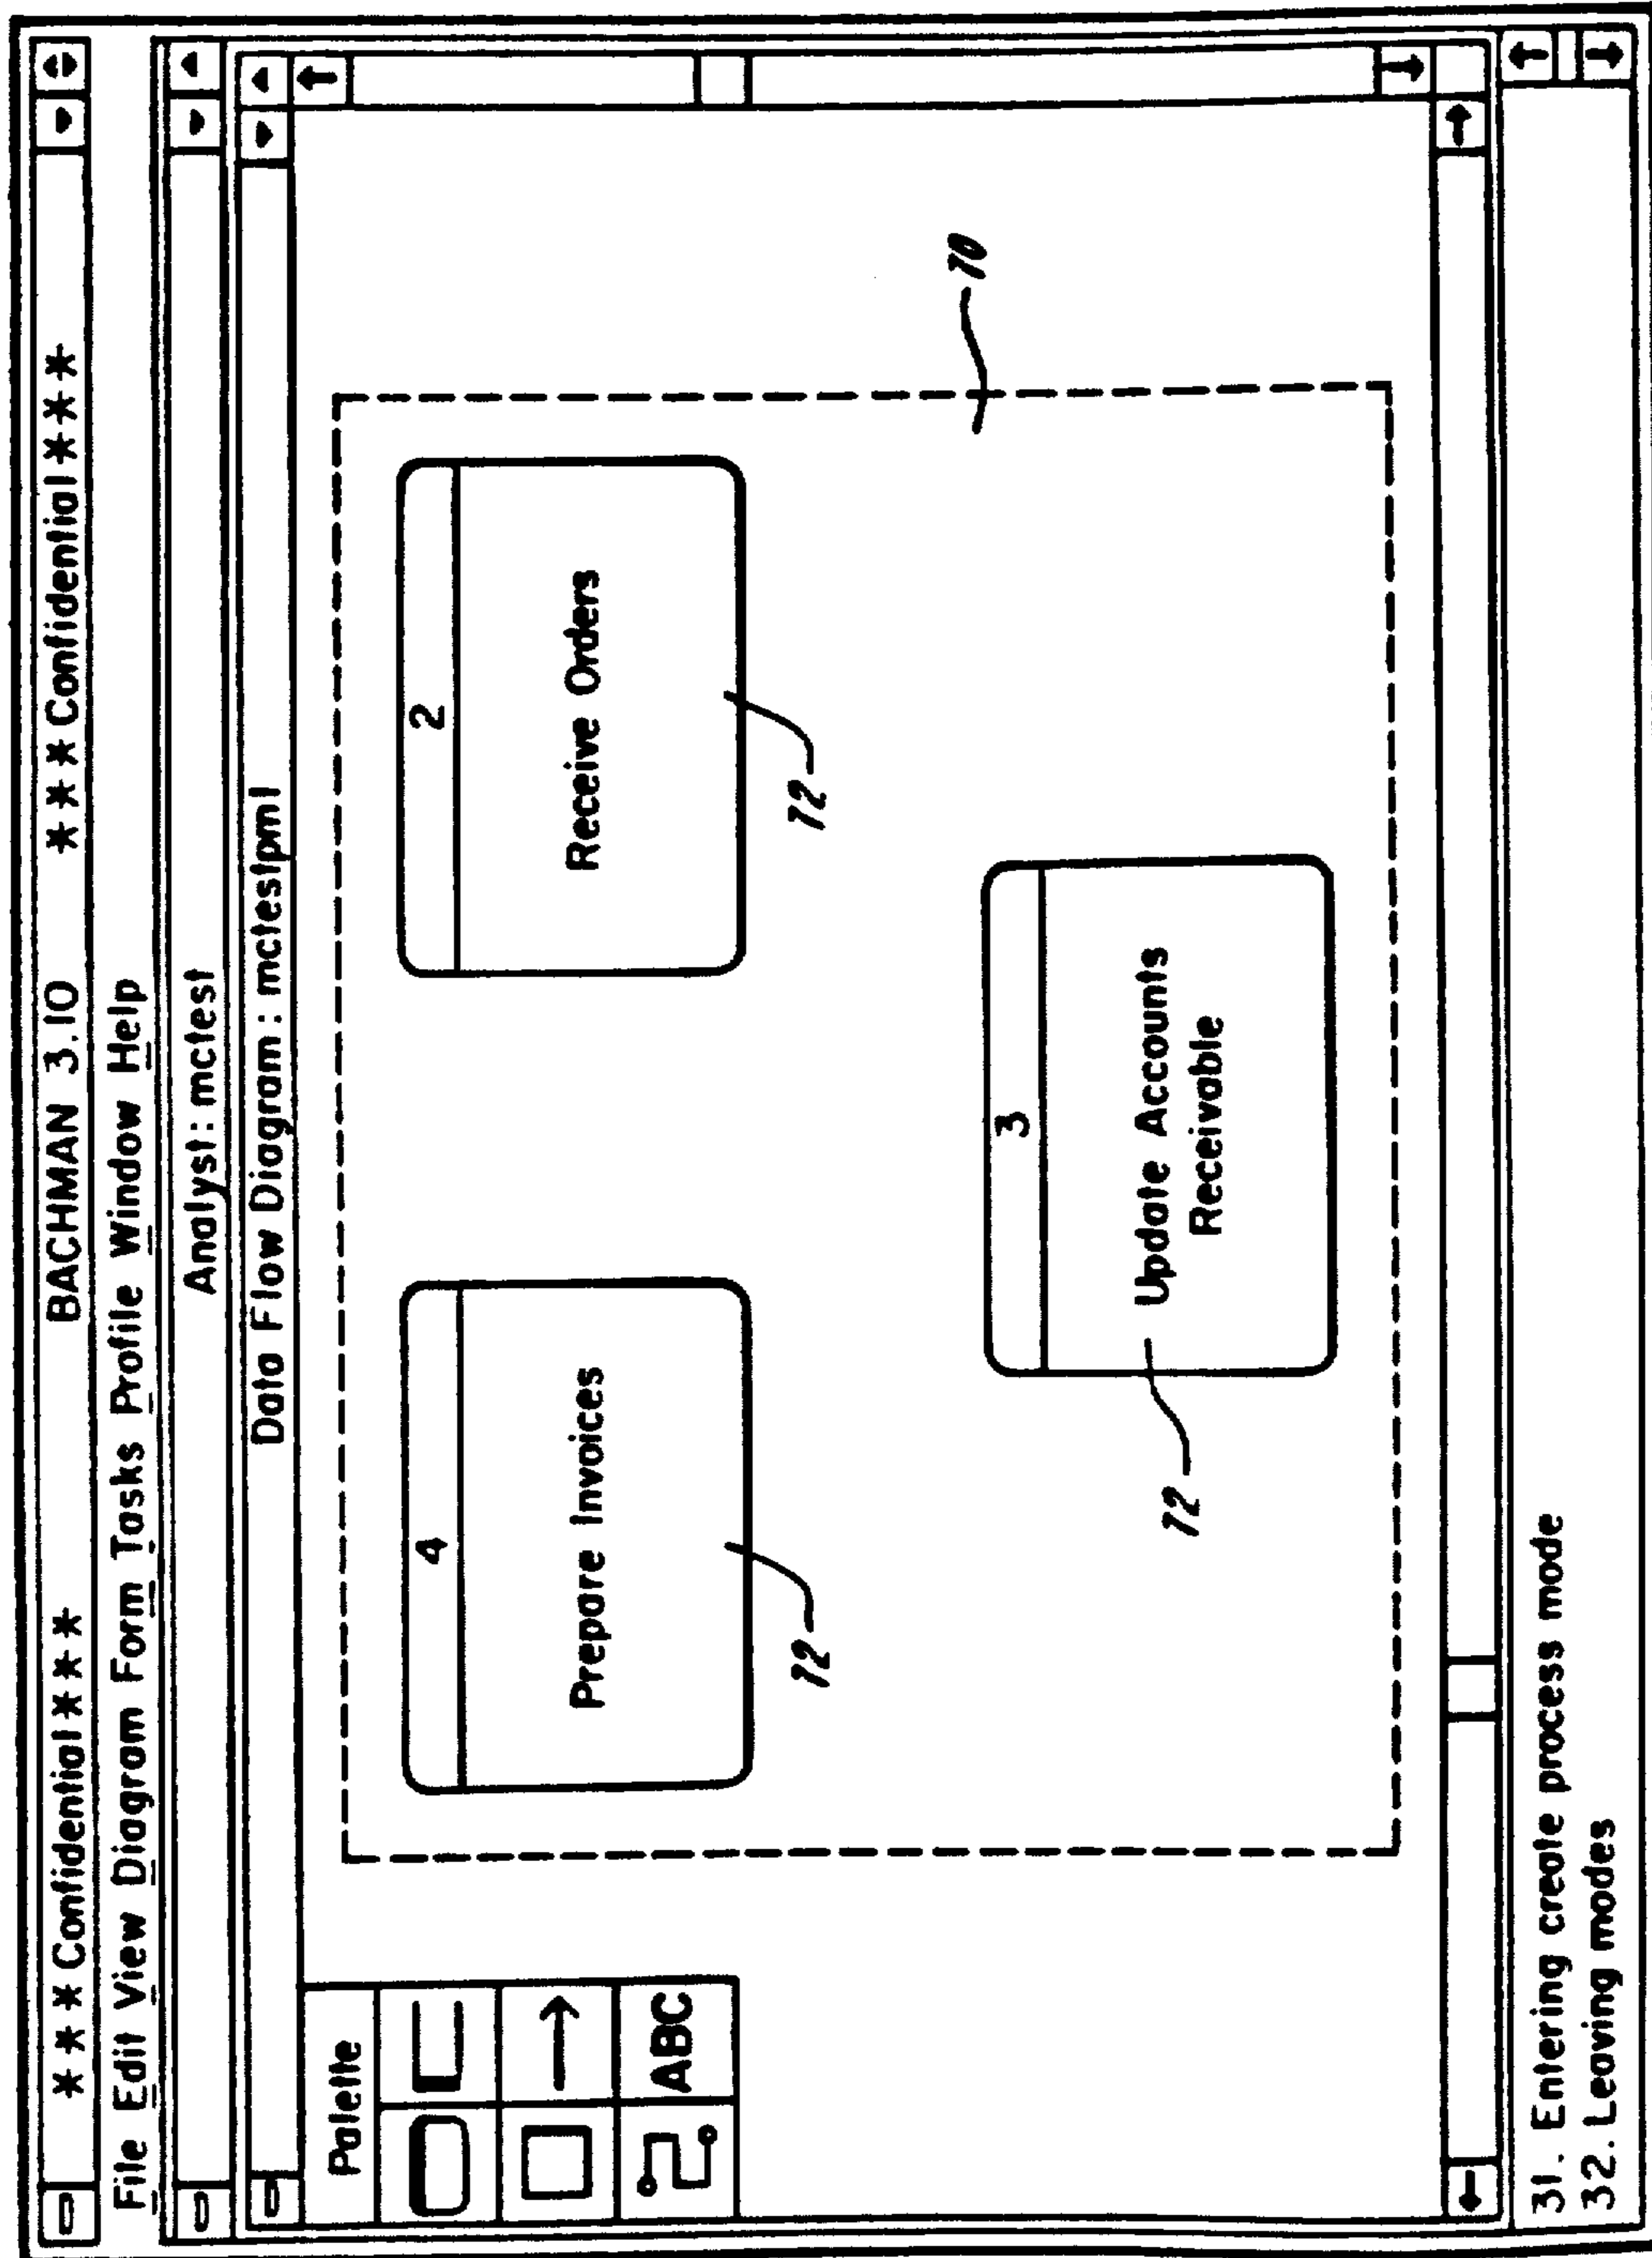 ***Confidential*** BACHMAN 3.10 ***Confidential***
File Edit View Diagram Form Tasks Profile Window Help
Analyst: mctest
Data Flow Diagram: mctestpm1
Palette
ABC
4
Prepare Invoices
72
2
Receive Orders
72
70
3
Update Accounts
Receivable
72
31. Entering create process mode
32. Leaving modes